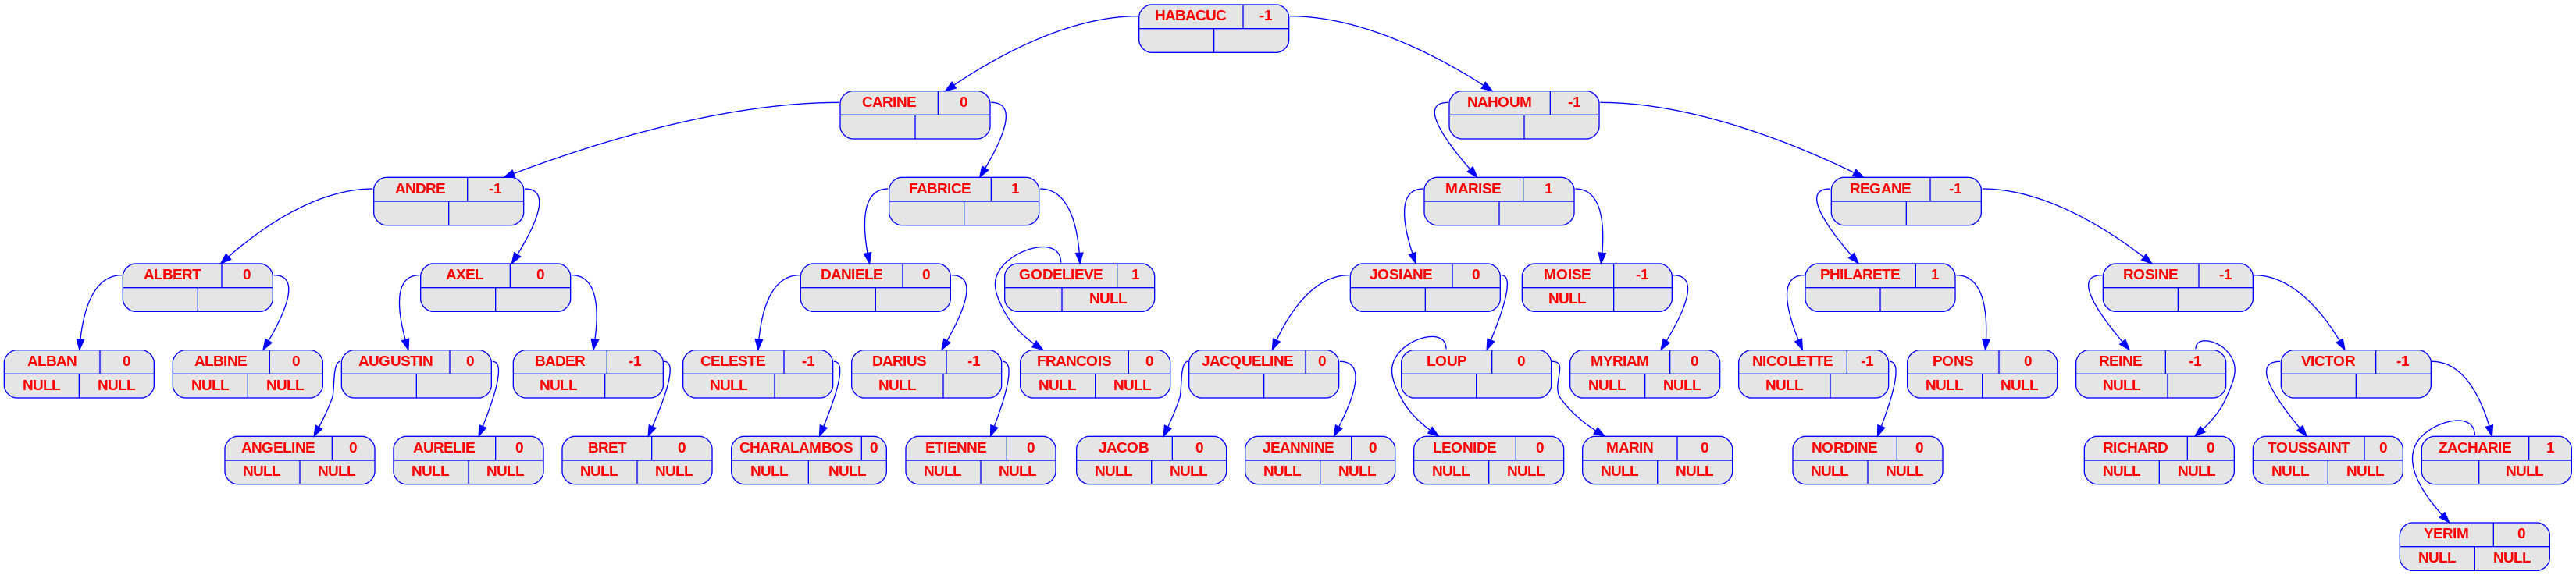 HABACUC -1
CARINE 0
NAHOUM -1
ANDRE -1
FABRICE 1
MARISE 1
REGANE -1
ALBERT 0
AXEL 0
DANIELE 0
GODELIEVE 1
NULL
JOSIANE 0
MOISE -1
NULL
PHILARETE 1
ROSINE -1
ALBAN 0
NULL NULL
ALBINE 0
NULL NULL
AUGUSTIN 0
BADER -1
NULL
CELESTE -1
NULL
DARIUS -1
NULL
FRANCOIS 0
NULL NULL
JACQUELINE 0
LOUP 0
MYRIAM 0
NULL NULL
NICOLETTE -1
NULL
PONS 0
NULL NULL
REINE -1
NULL
VICTOR -1
ANGELINE 0
NULL NULL
AURELIE 0
NULL NULL
BRET 0
NULL NULL
CHARALAMBOS 0
NULL NULL
ETIENNE 0
NULL NULL
JACOB 0
NULL NULL
JEANNINE 0
NULL NULL
LEONIDE 0
NULL NULL
MARIN 0
NULL NULL
NORDINE 0
NULL NULL
RICHARD 0
NULL NULL
TOUSSAINT 0
NULL NULL
ZACHARIE 1
NULL
YERIM 0
NULL NULL